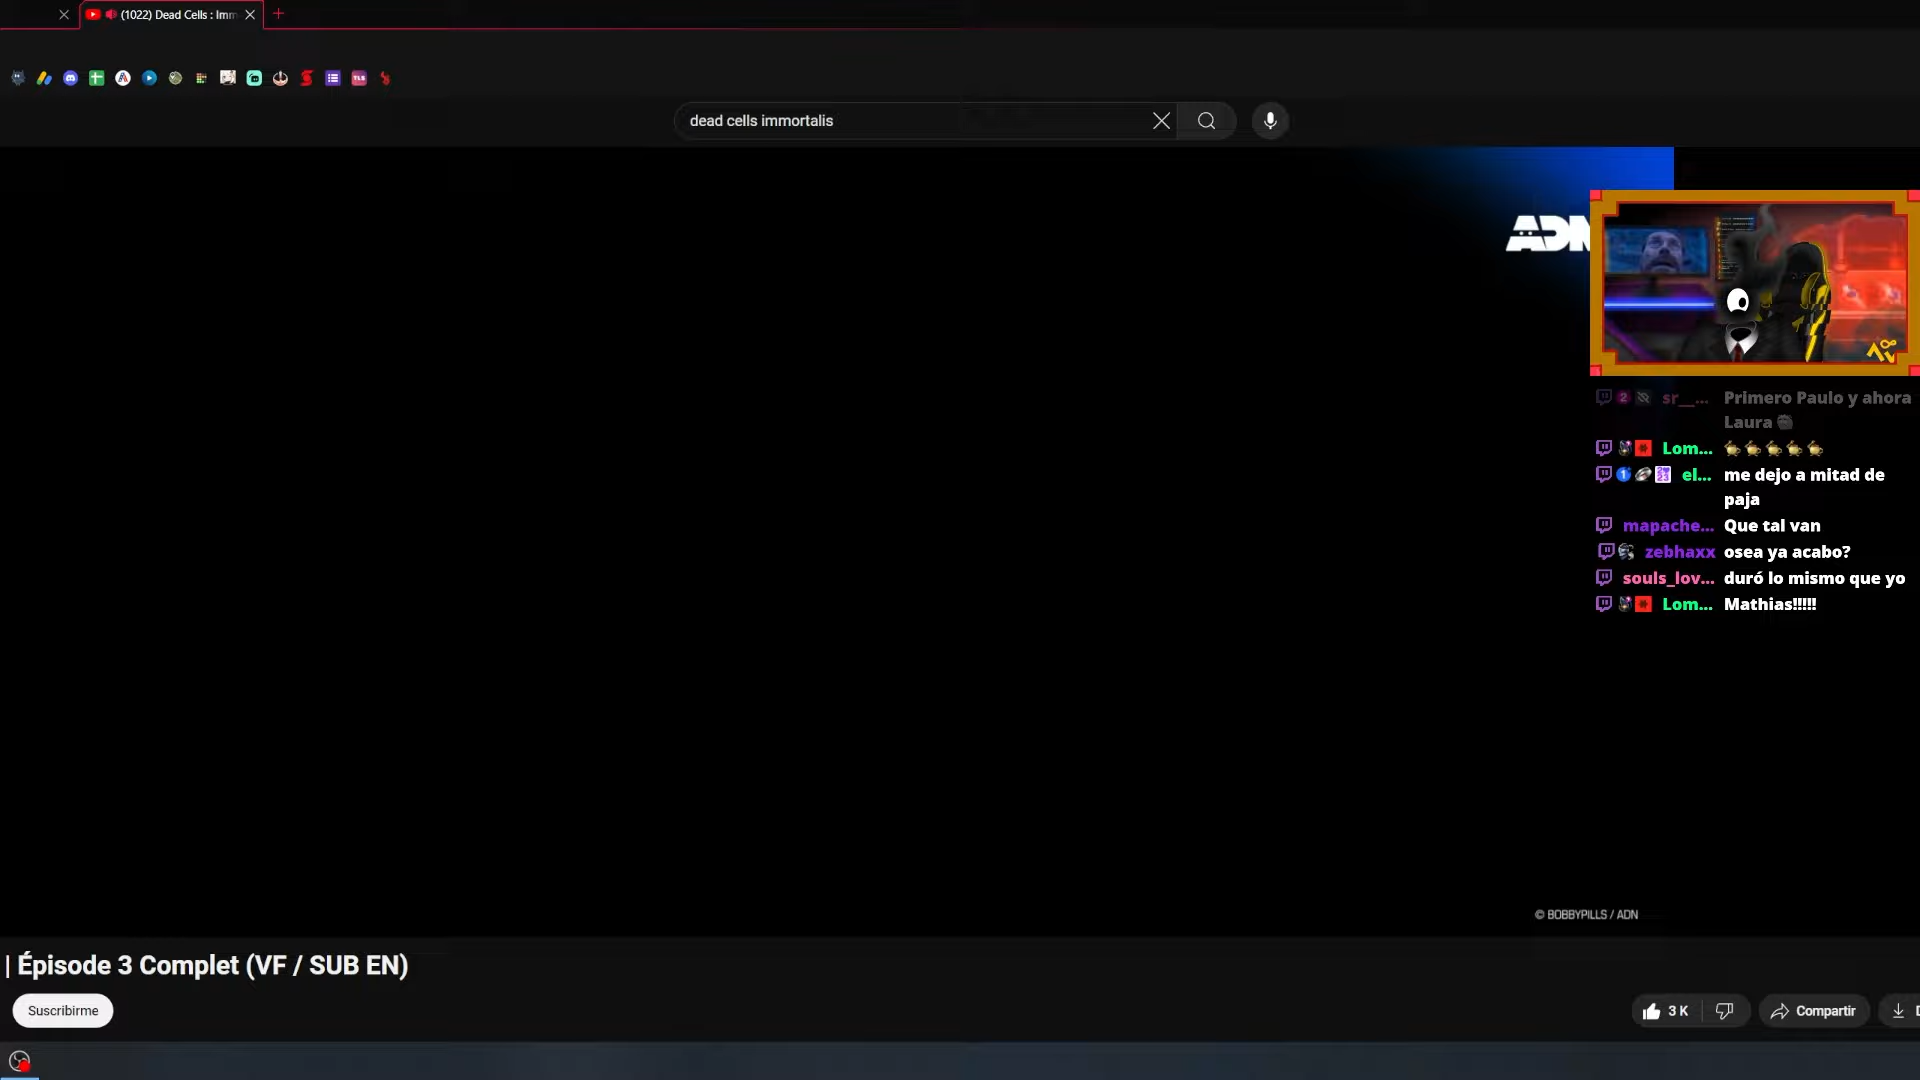 (1022) Dead Cells : Imm
dead cells immortalis
ADN
sr__... Primero Paulo y ahora
Laura
Lom...
el... me dejo a mitad de
paja
mapache... Que tal van
zebhaxx osea ya acabo?
souls_lov... duró lo mismo que yo
Lom... Mathias!!!!!
© BOBBYPILLS / ADN
| Épisode 3 Complet (VF / SUB EN)
Suscribirme
3 K
Compartir